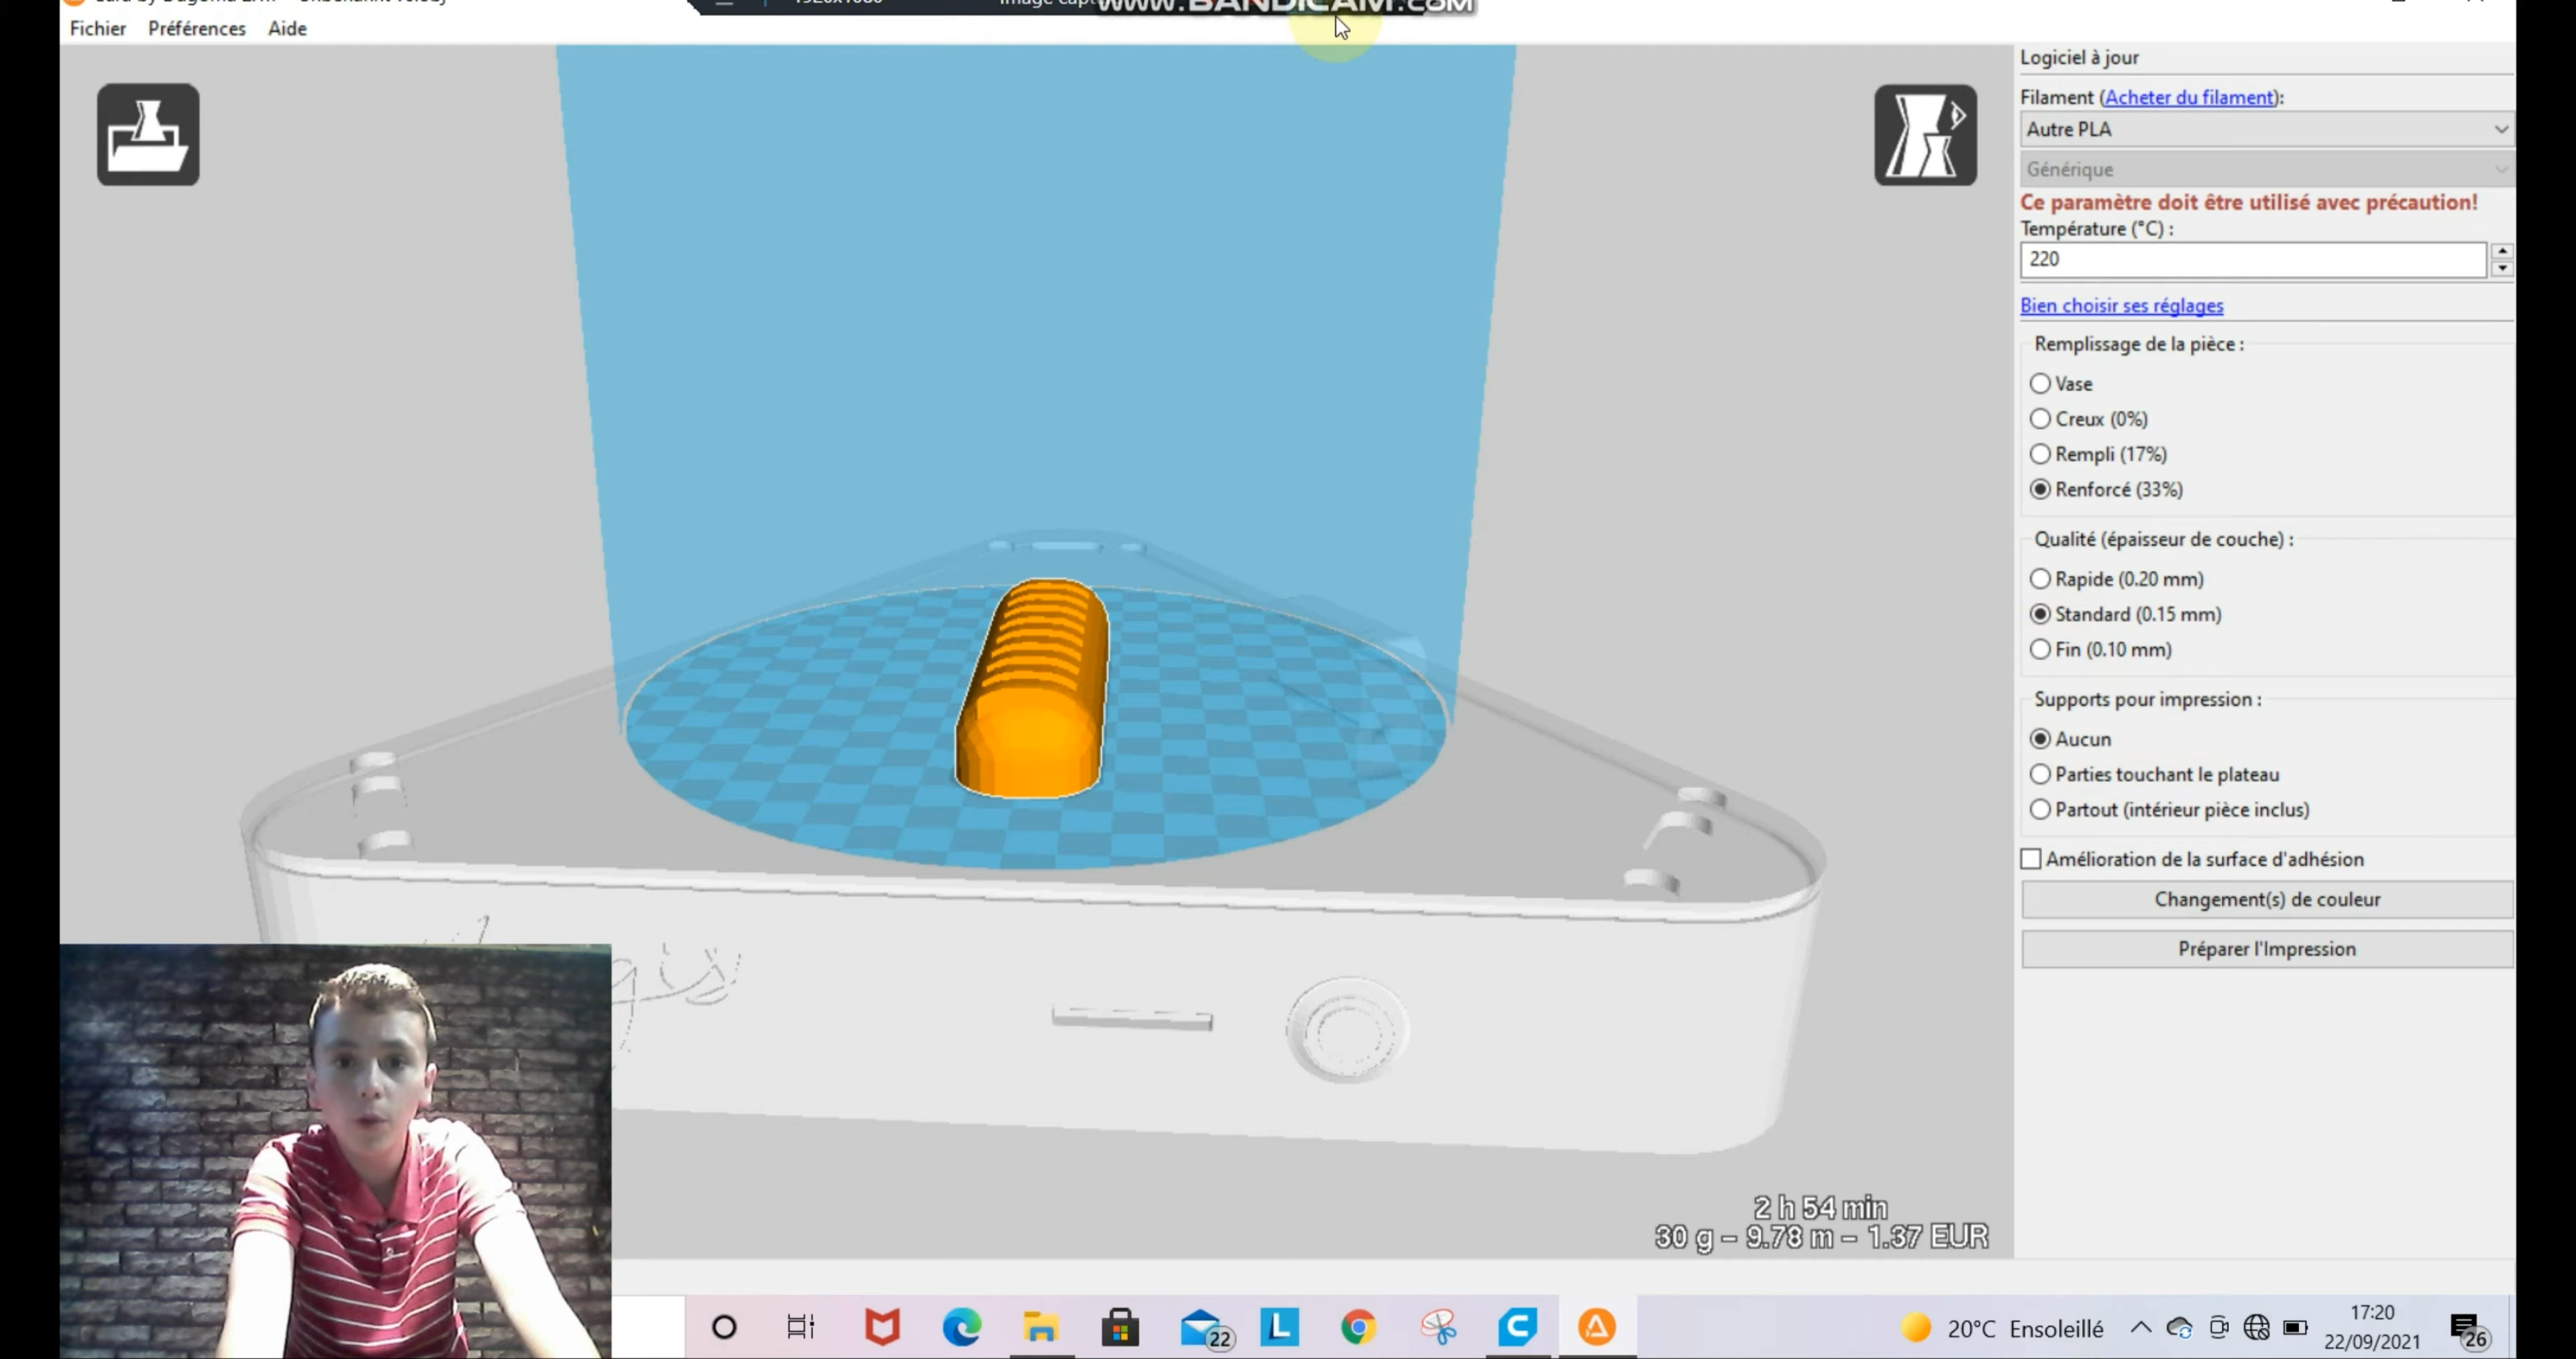 Cura by Dagoma
1920x1080
www.BANDICAM.COM
Fichier Préférences Aide
Logiciel à jour
Filament (Acheter du filament):
Autre PLA
Générique
Ce paramètre doit être utilisé avec précaution!
Température (°C) :
220
Bien choisir ses réglages
Remplissage de la pièce :
Vase
Creux (0%)
Rempli (17%)
Renforcé (33%)
Qualité (épaisseur de couche) :
Rapide (0.20 mm)
Standard (0.15 mm)
Fin (0.10 mm)
Supports pour impression :
Aucun
Parties touchant le plateau
Partout (intérieur pièce inclus)
Amélioration de la surface d'adhésion
Changement(s) de couleur
Préparer l'Impression
2 h 54 min
30 g – 9.78 m – 1.37 EUR
22
L
20°C Ensoleillé
17:20
22/09/2021
26